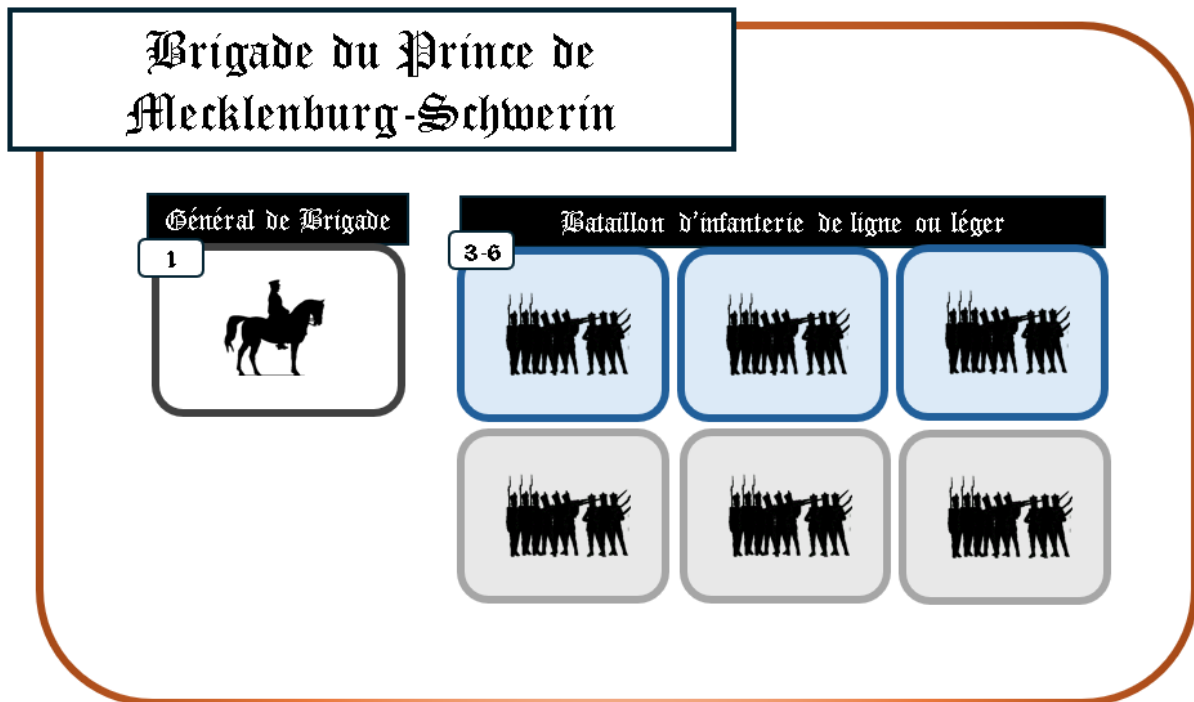 Brigade du Prince de
Mecklenburg-Schwerin
Général de Brigade
1
Bataillon d'infanterie de ligne ou léger
3-6